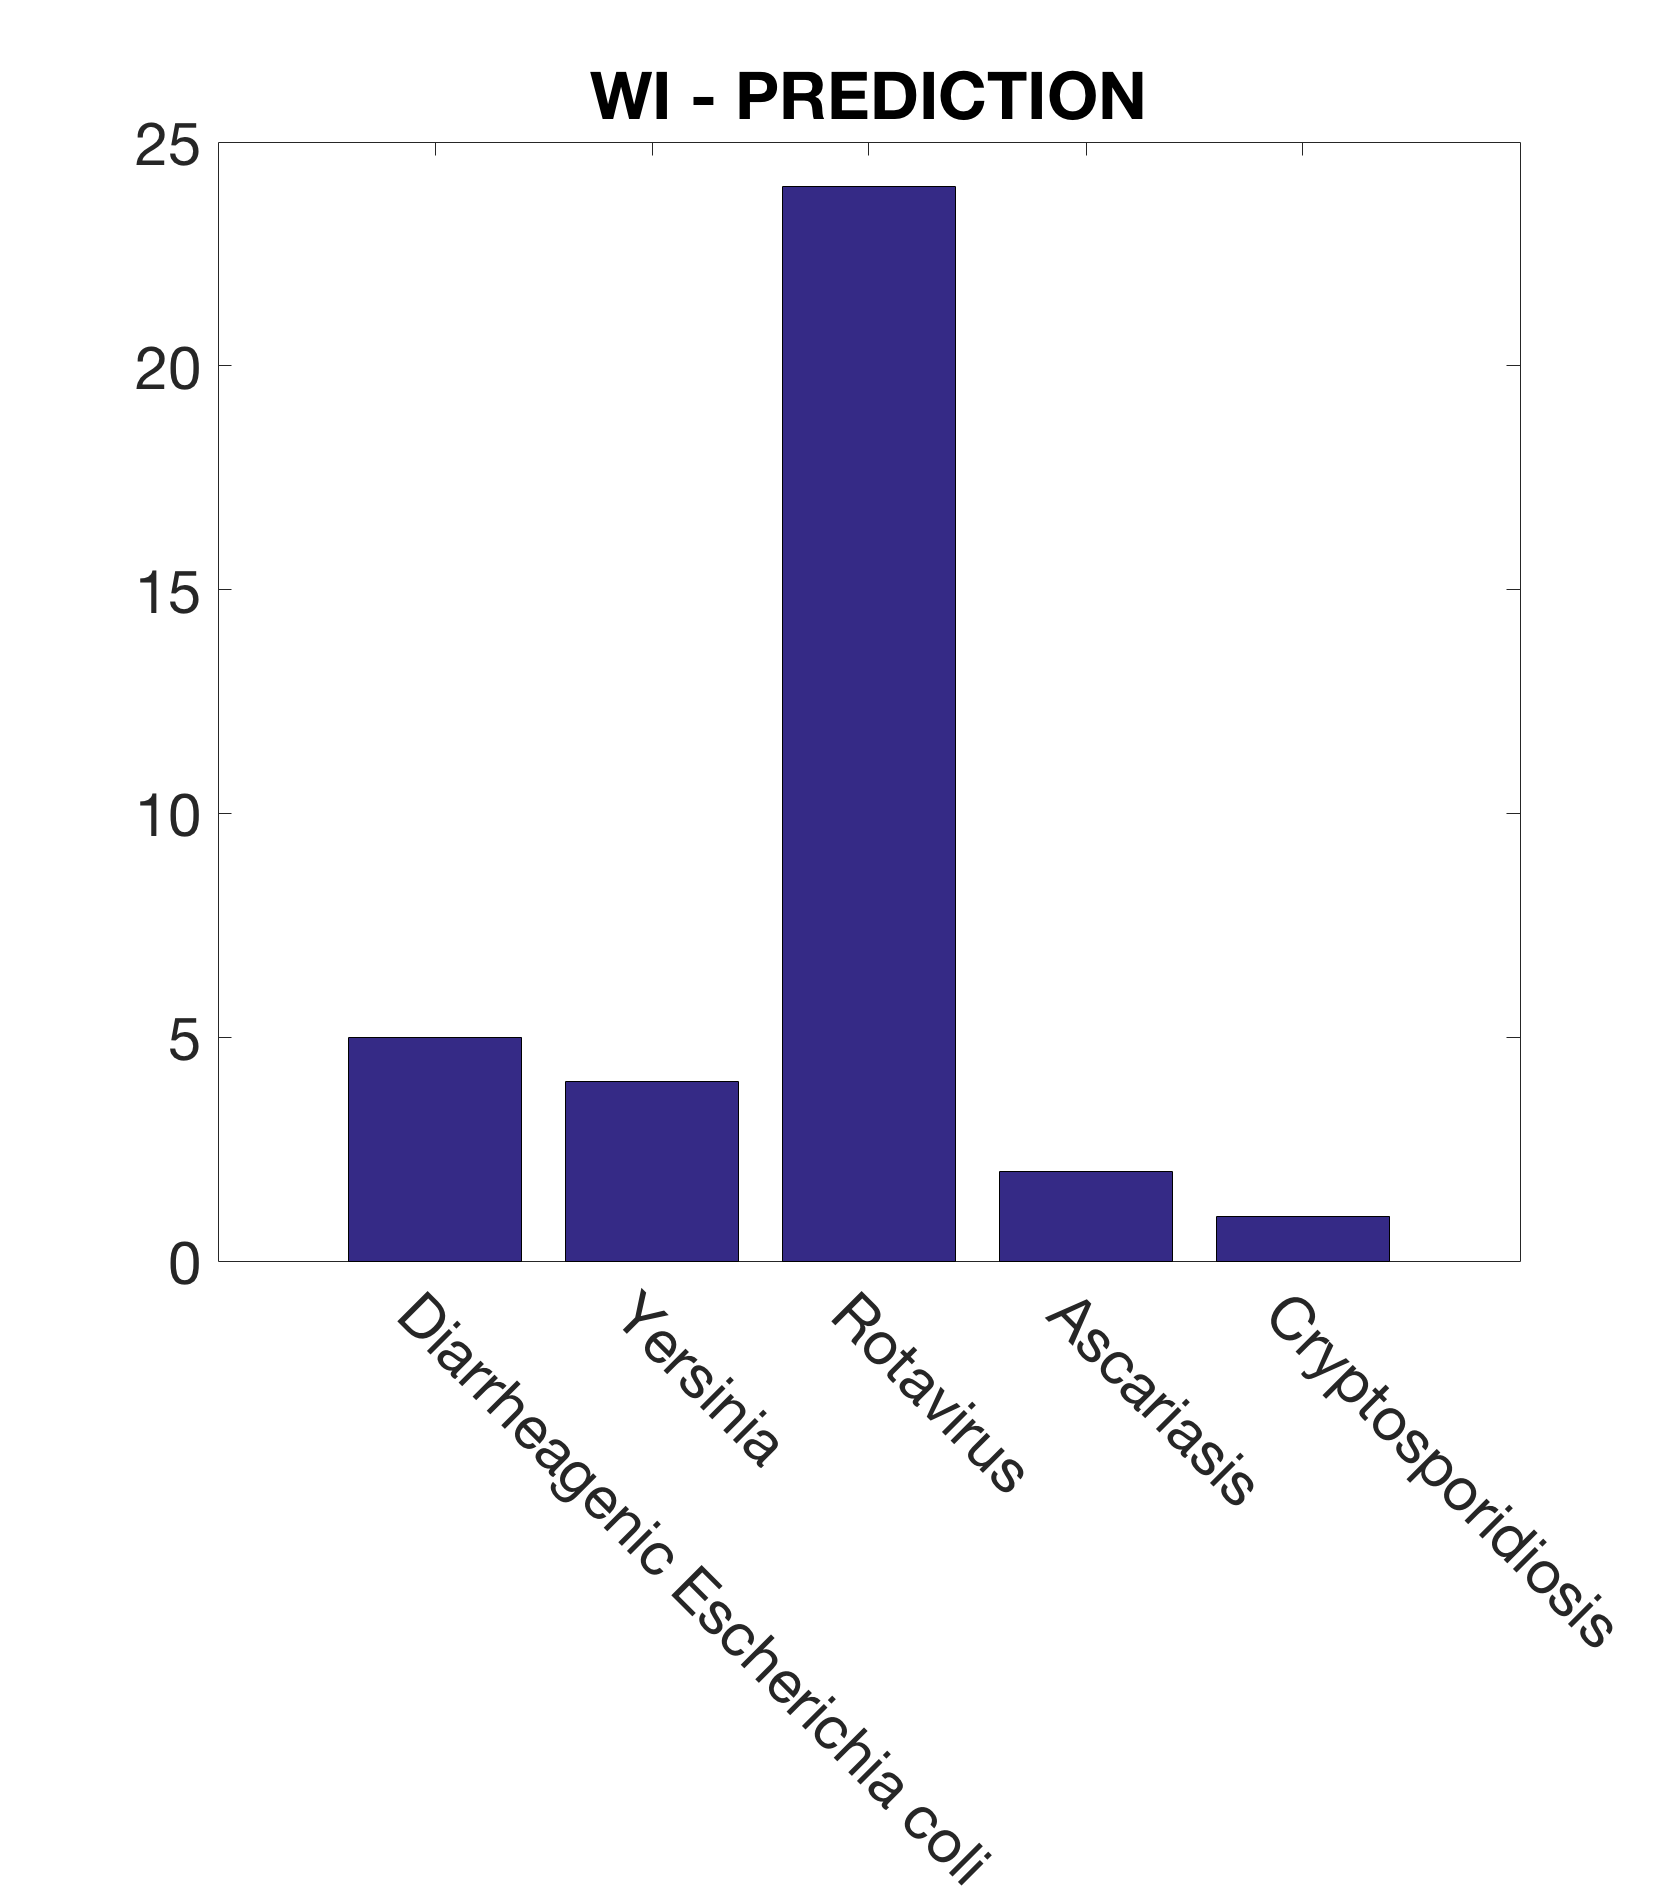 WI - PREDICTION
25
20
15
10
5
0
Diarrheagenic Escherichia coli
Yersinia
Rotavirus
Ascariasis
Cryptosporidiosis